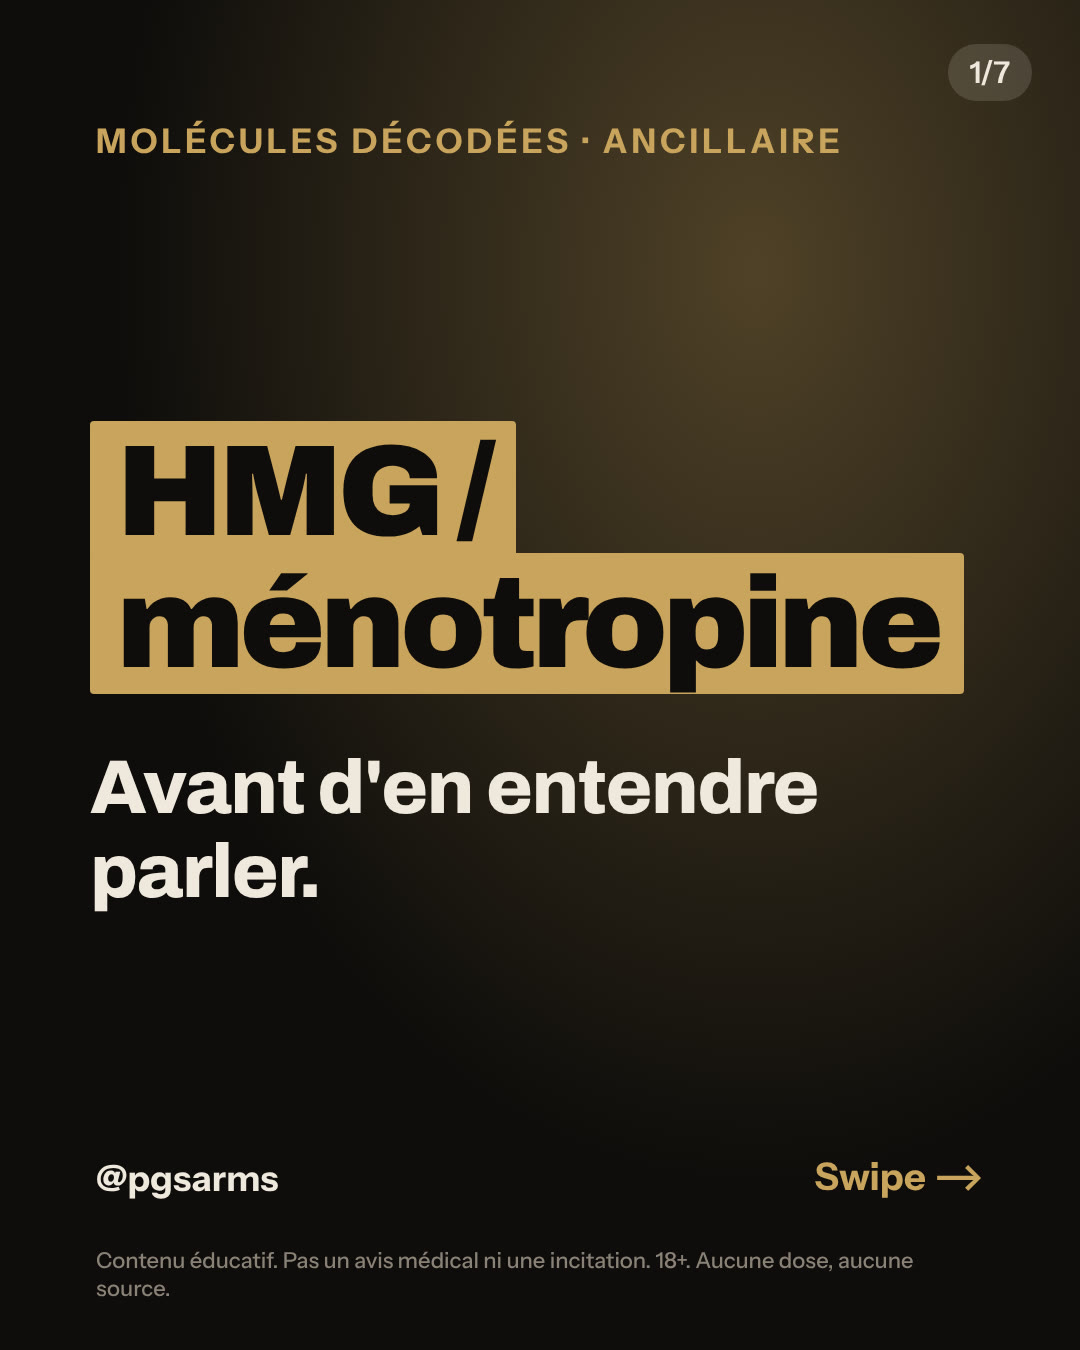 1/7
MOLÉCULES DÉCODÉES · ANCILLAIRE
HMG /
ménotropine
Avant d'en entendre
parler.
@pgsarms
Swipe →
Contenu éducatif. Pas un avis médical ni une incitation. 18+. Aucune dose, aucune
source.